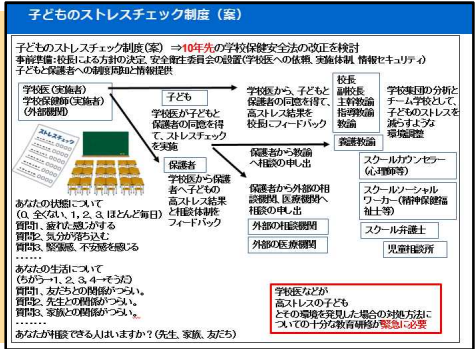 子どものストレスチェック制度（案）
子どものストレスチェック制度（案） ⇒10年先の学校保健安全法の改正を検討
事前準備：校長による方針の決定、安全衛生委員会の設置（学校医への依頼、実施体制、情報セキュリティ）
子どもと保護者への制度周知と情報提供
学校医（実施者）
学校保健師（実施者）
（外部機関）
ストレスチェック
子ども
学校医が子どもと
保護者の同意を得
て、ストレスチェック
を実施
保護者
学校医から保護
者へ子どもの
高ストレス結果
と相談体制を
フィードバック
学校医から、子どもと
保護者の同意を得て、
高ストレス結果を
校長にフィードバック
保護者から教諭
へ相談の申し出
保護者から外部の相
談機関、医療機関へ
相談の申し出
外部の相談機関
外部の医療機関
校長
副校長
主幹教諭
指導教諭
教諭
養護教諭
スクールカウンセラー
（心理師等）
スクールソーシャル
ワーカー（精神保健福
祉士等）
スクール弁護士
児童相談所
学校集団の分析と
チーム学校として、
子どものストレスを
減らすような
環境調整
あなたの状態について
（0、全くない、1、2、3、ほとんど毎日）
質問1、疲れた感じがする
質問2、気分が落ち込む
質問3、緊張感、不安感を感じる
……
あなたの生活について
（ちがう→1、2、3、4→そうだ）
質問1、友だちとの関係がつらい。
質問2、先生との関係がつらい。
質問3、家族との関係がつらい。
……
あなたが相談できる人はいますか？（先生、家族、友だち）
学校医などが
高ストレスの子ども
とその環境を発見した場合の対処方法に
ついての十分な教育研修が緊急に必要